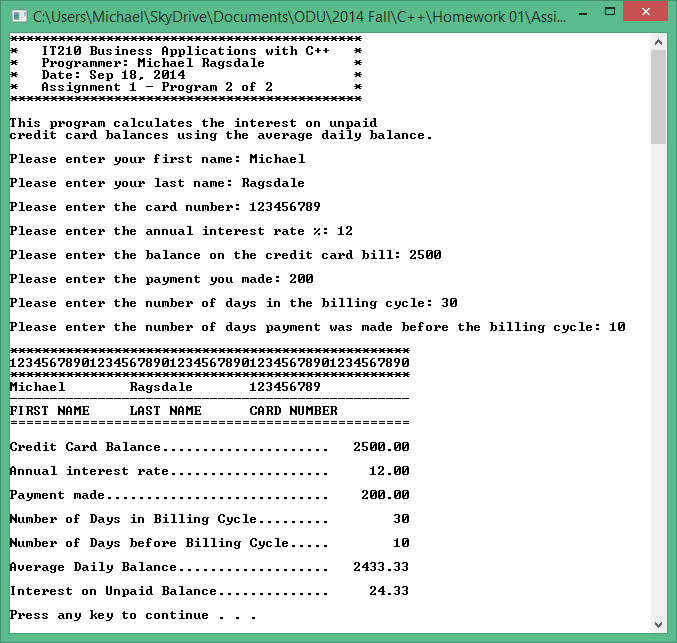 C:\Users\Michael\SkyDrive\Documents\ODU\2014 Fall\C++\Homework 01\Assi...
********************************************
*   IT210 Business Applications with C++   *
*   Programmer: Michael Ragsdale           *
*   Date: Sep 18, 2014                     *
*   Assignment 1 - Program 2 of 2          *
********************************************
This program calculates the interest on unpaid
credit card balances using the average daily balance.
Please enter your first name: Michael
Please enter your last name: Ragsdale
Please enter the card number: 123456789
Please enter the annual interest rate %: 12
Please enter the balance on the credit card bill: 2500
Please enter the payment you made: 200
Please enter the number of days in the billing cycle: 30
Please enter the number of days payment was made before the billing cycle: 10
**************************************************
12345678901234567890123456789012345678901234567890
**************************************************
Michael        Ragsdale       123456789
--------------------------------------------------
FIRST NAME     LAST NAME      CARD NUMBER
==================================================
Credit Card Balance.....................   2500.00
Annual interest rate....................     12.00
Payment made............................    200.00
Number of Days in Billing Cycle.........        30
Number of Days before Billing Cycle.....        10
Average Daily Balance...................   2433.33
Interest on Unpaid Balance..............     24.33
Press any key to continue . . .